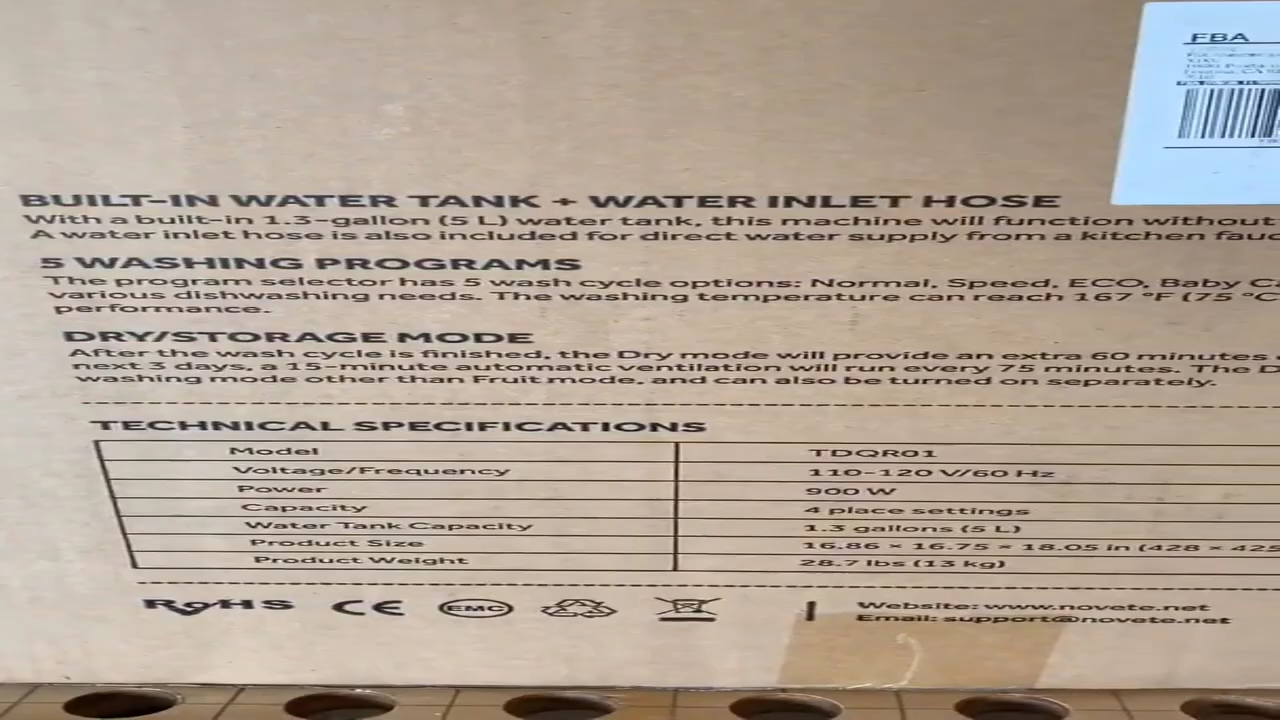 FBA
BUILT-IN WATER TANK + WATER INLET HOSE
With a built-in 1.3-gallon (5 L) water tank, this machine will function without
A water inlet hose is also included for direct water supply from a kitchen
5 WASHING PROGRAMS
The program selector has 5 wash cycle options: Normal, Speed, ECO, Baby
various dishwashing needs. The washing temperature can reach 167 °F (75 °C
performance.
DRY/STORAGE MODE
After the wash cycle is finished, the Dry mode will provide an extra 60 minutes
next 3 days, a 15-minute automatic ventilation will run every 75 minutes. The
washing mode other than Fruit mode, and can also be turned on separately.
TECHNICAL SPECIFICATIONS
Model TDQR01
Voltage/Frequency 110-120 V/60 Hz
Power 900 W
Capacity 4 place settings
Water Tank Capacity 1.3 gallons (5 L)
Product Size 16.86 × 16.75 × 18.05 in (428 × 425
Product Weight 28.7 lbs (13 kg)
RoHS CE EMC
Website: www.novete.net
Email: support@novete.net